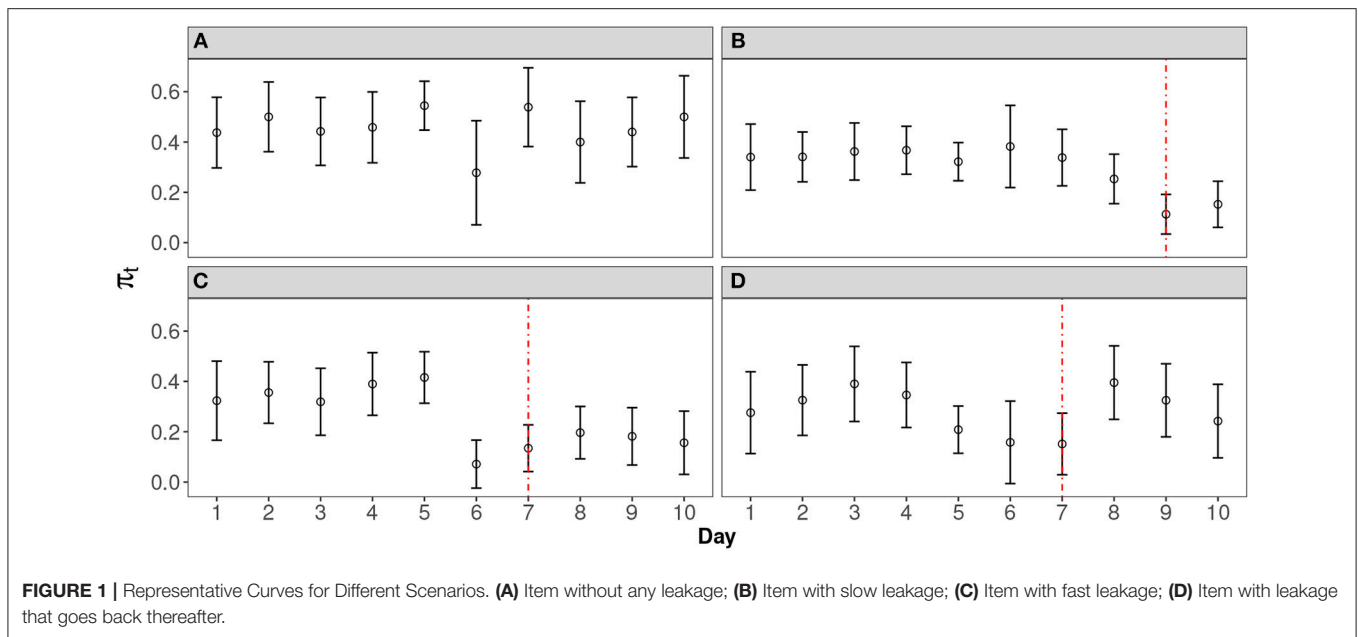 A
B
0.6
0.4
0.2
0.0
πt
C
D
0.6
0.4
0.2
0.0
1 2 3 4 5 6 7 8 9 10
1 2 3 4 5 6 7 8 9 10
Day
FIGURE 1 | Representative Curves for Different Scenarios. (A) Item without any leakage; (B) Item with slow leakage; (C) Item with fast leakage; (D) Item with leakage
that goes back thereafter.